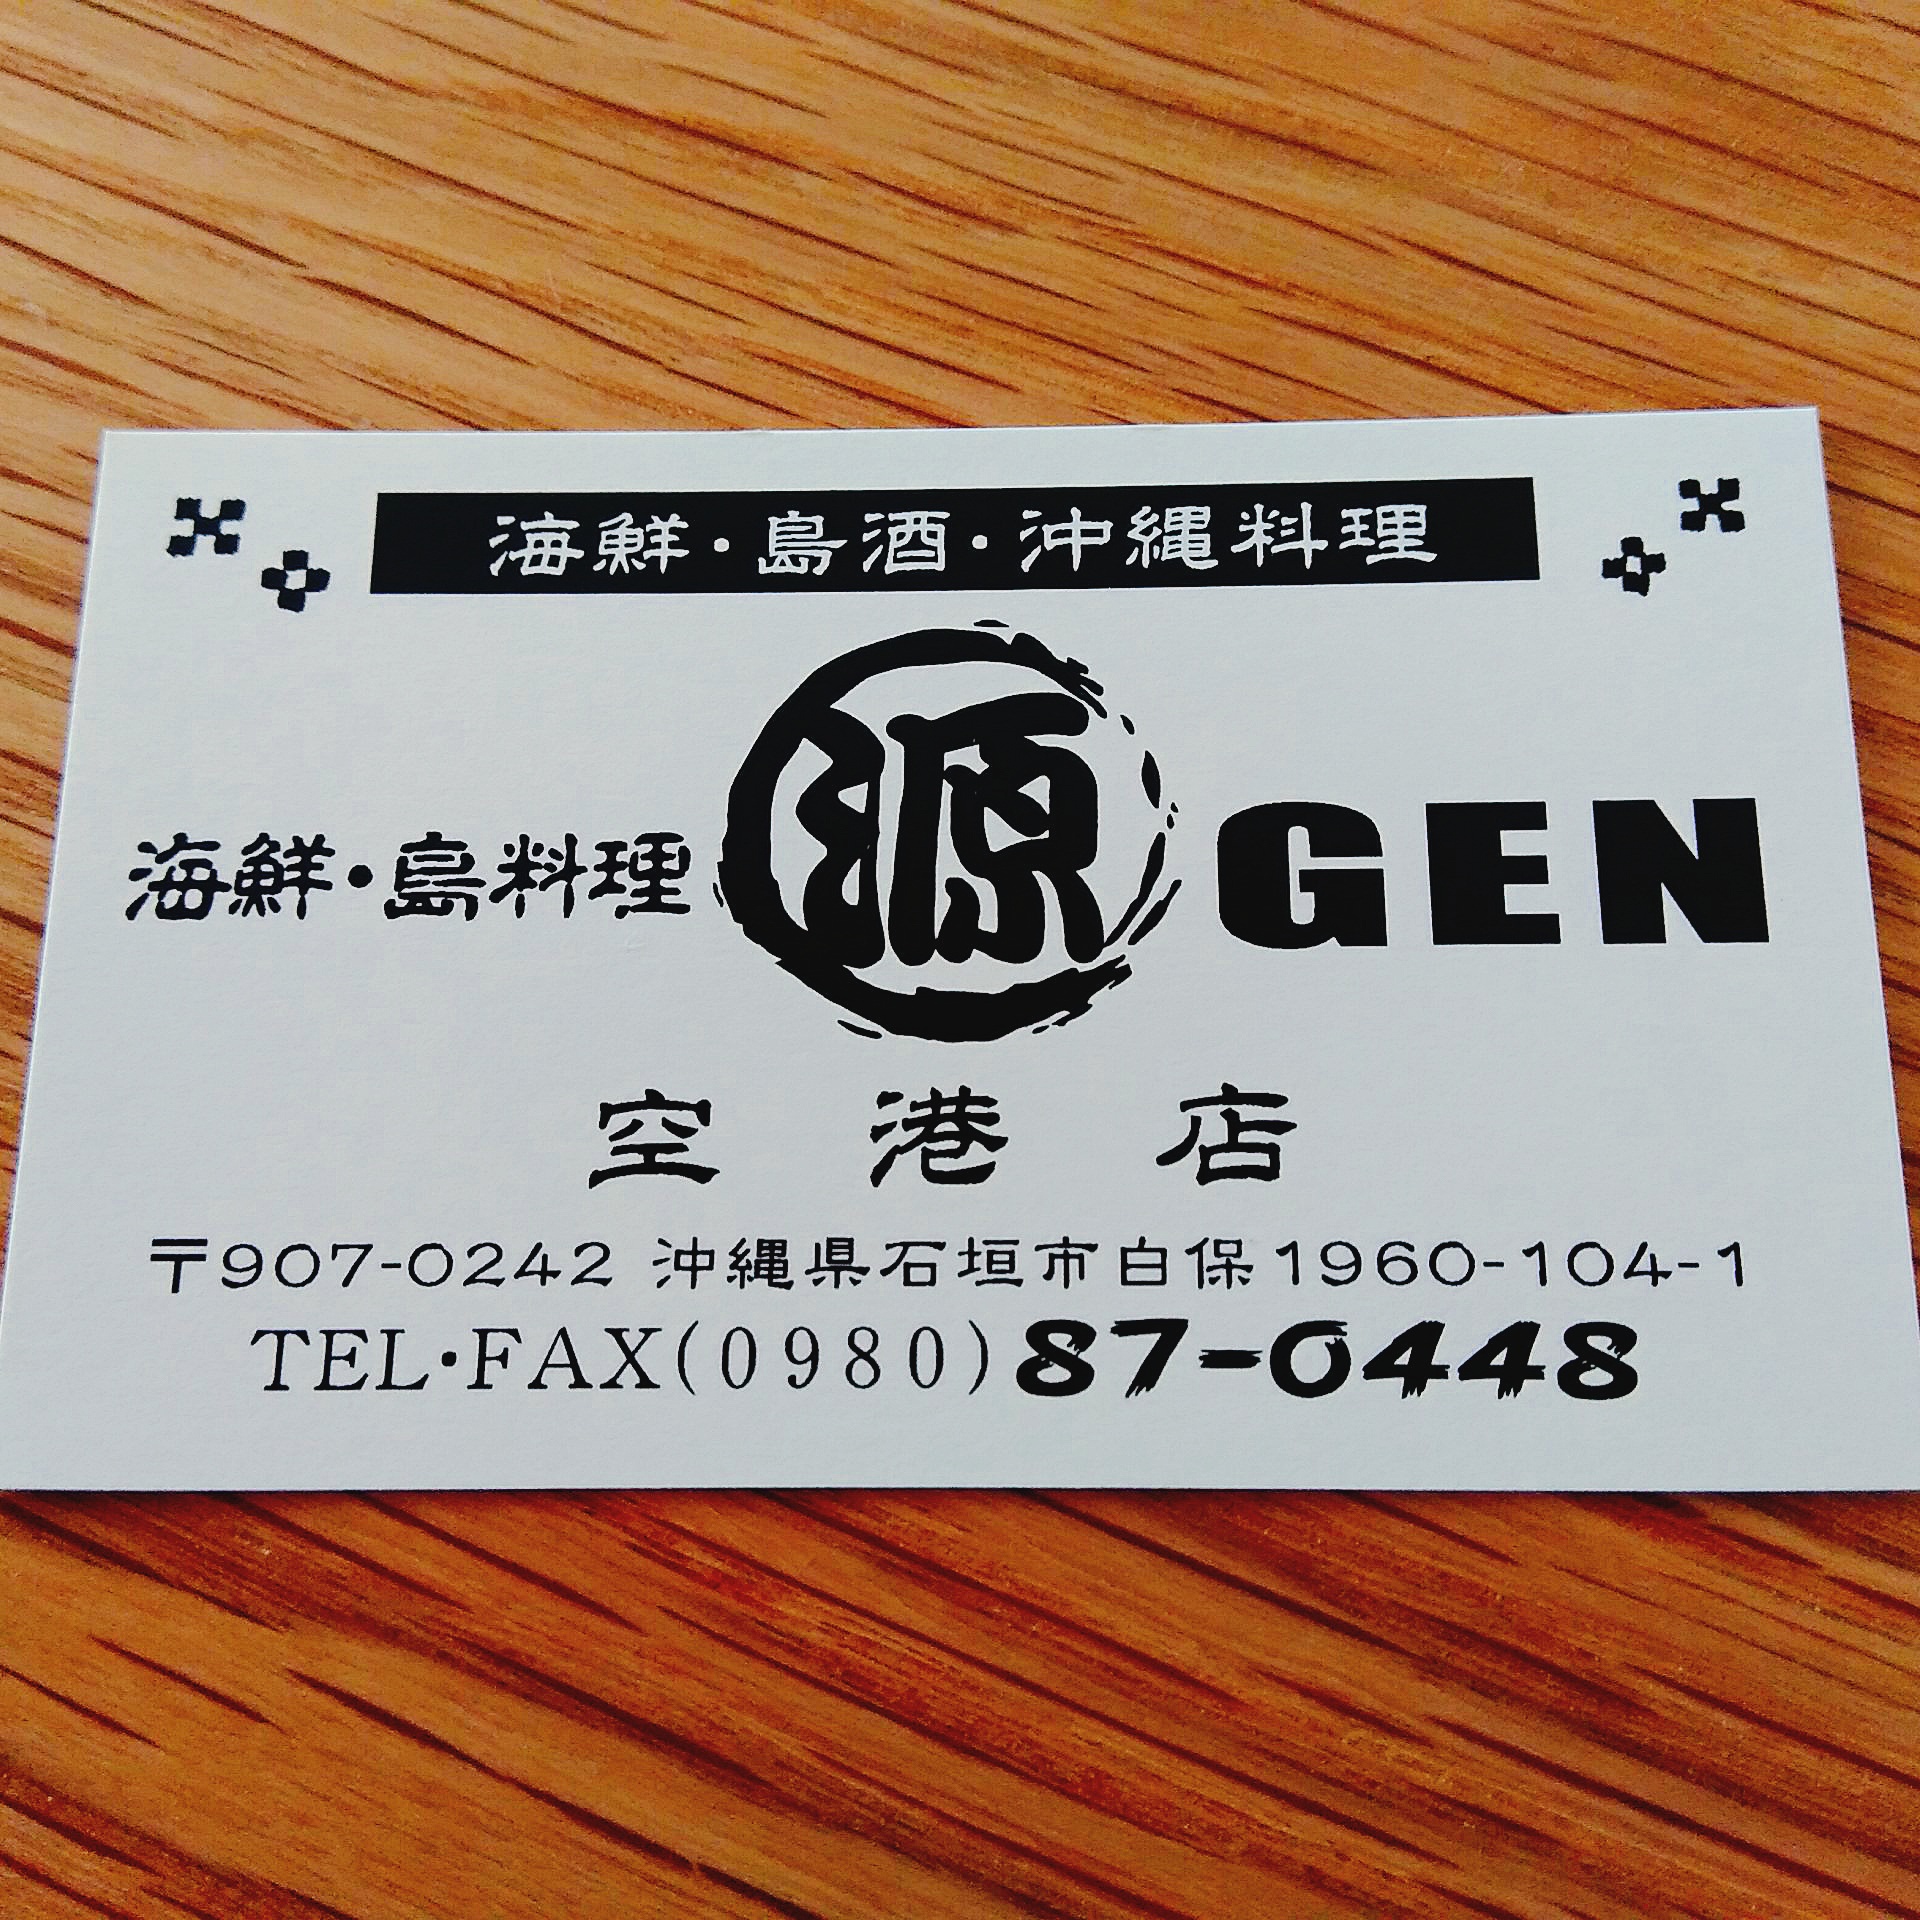 海鮮・島酒・沖縄料理
海鮮・島料理 源 GEN
空港店
〒907-0242 沖縄県石垣市白保1960-104-1
TEL・FAX(0980)87-0448